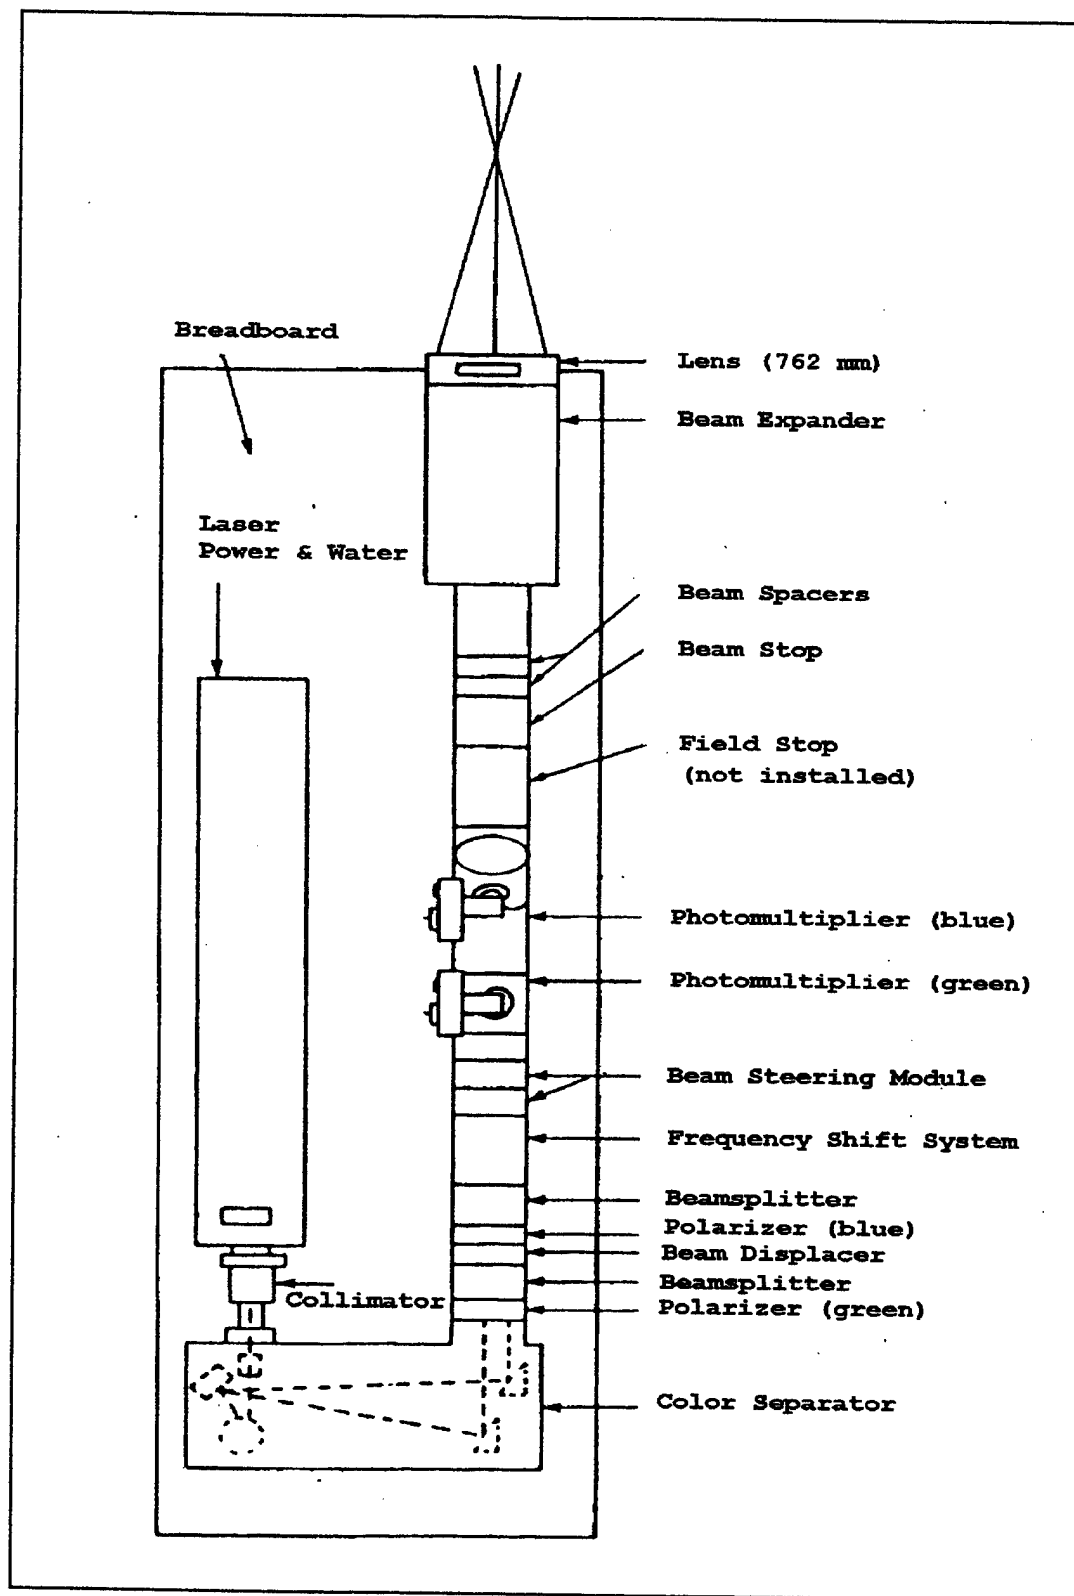 Breadboard
Lens (762 mm)
Beam Expander
Laser
Power & Water
Beam Spacers
Beam Stop
Field Stop
(not installed)
Photomultiplier (blue)
Photomultiplier (green)
Beam Steering Module
Frequency Shift System
Beamsplitter
Polarizer (blue)
Beam Displacer
Beamsplitter
Collimator
Polarizer (green)
Color Separator